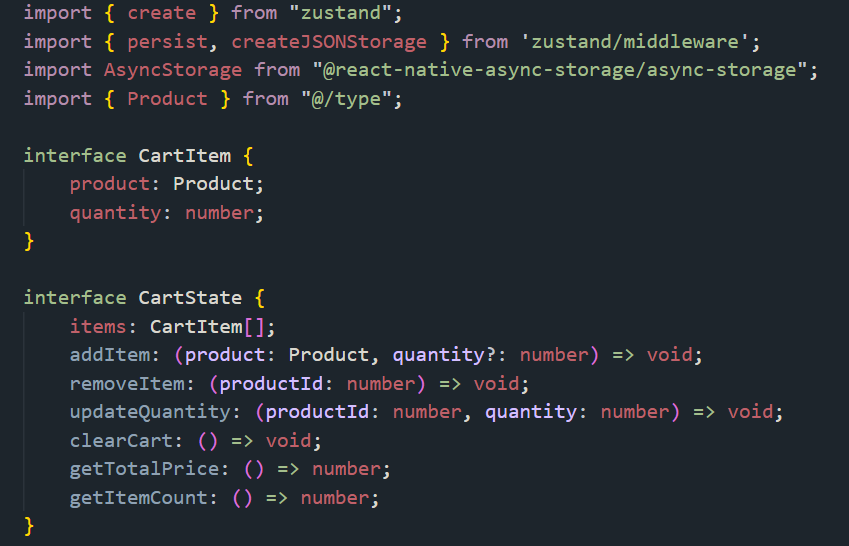 import { create } from "zustand";
import { persist, createJSONStorage } from 'zustand/middleware';
import AsyncStorage from "@react-native-async-storage/async-storage";
import { Product } from "@/type";

interface CartItem {
    product: Product;
    quantity: number;
}

interface CartState {
    items: CartItem[];
    addItem: (product: Product, quantity?: number) => void;
    removeItem: (productId: number) => void;
    updateQuantity: (productId: number, quantity: number) => void;
    clearCart: () => void;
    getTotalPrice: () => number;
    getItemCount: () => number;
}